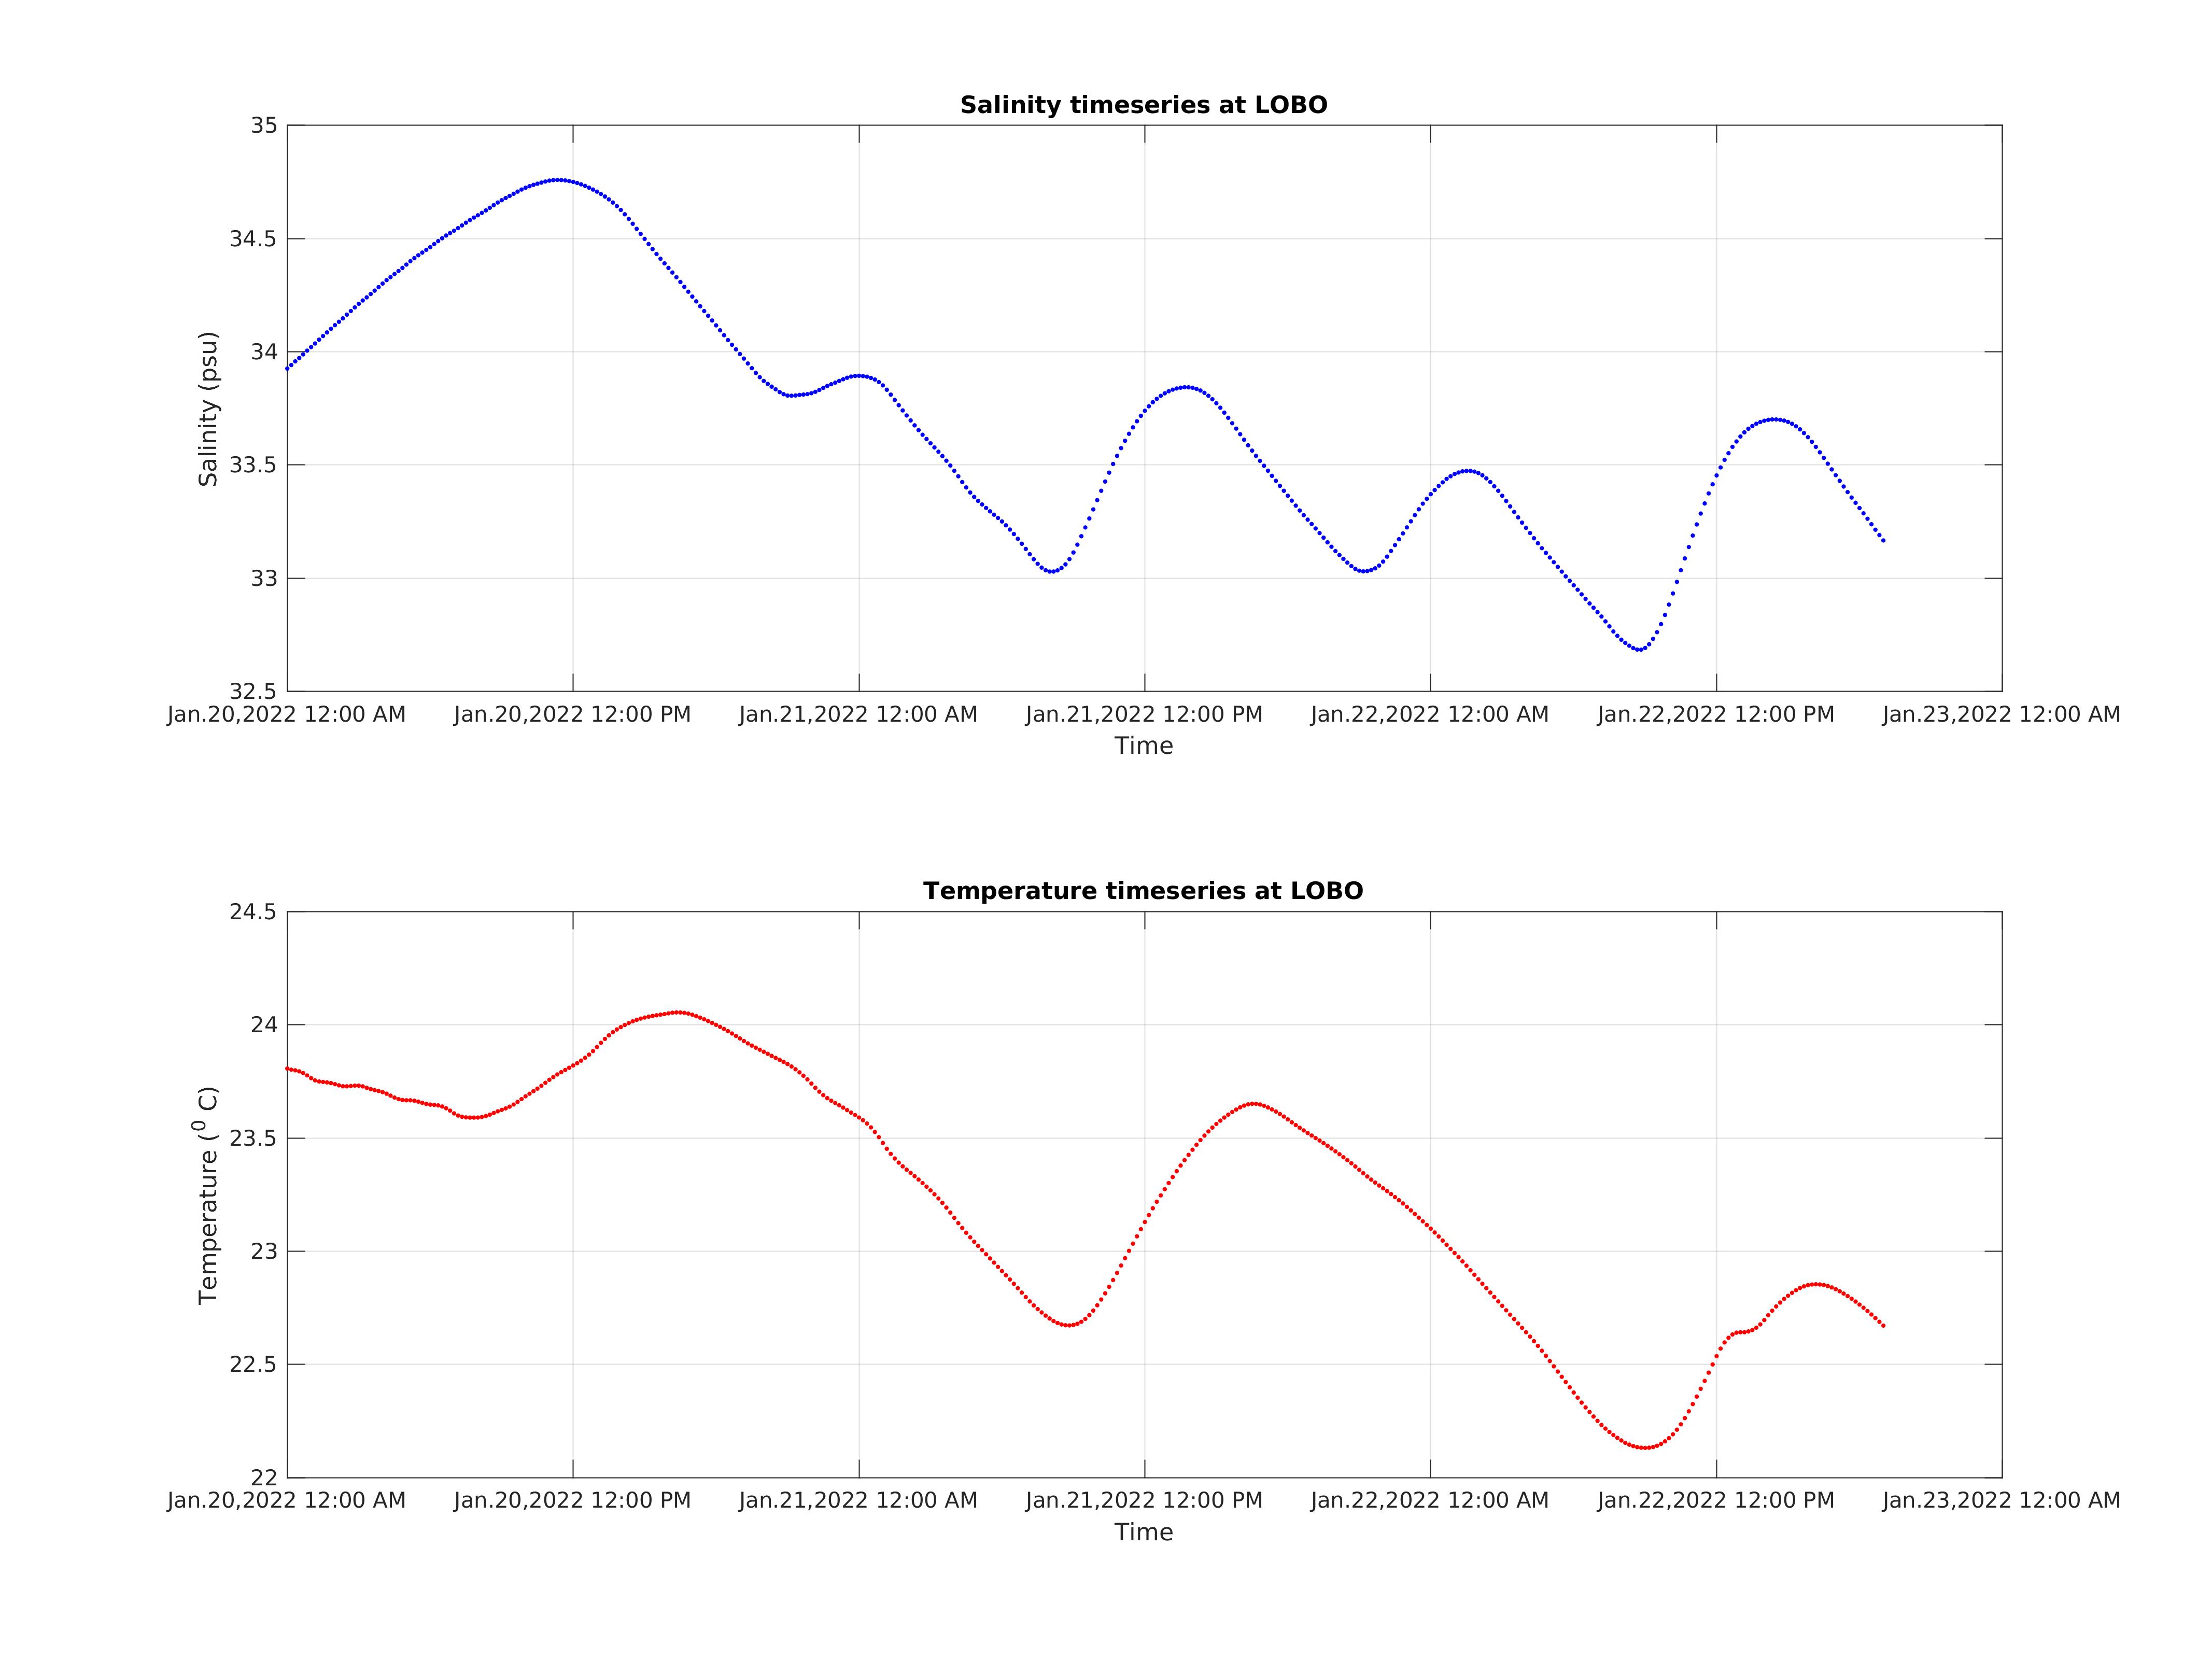 Salinity timeseries at LOBO
35
34.5
34
33.5
33
32.5
Salinity (psu)
Jan.20,2022 12:00 AM Jan.20,2022 12:00 PM Jan.21,2022 12:00 AM Jan.21,2022 12:00 PM Jan.22,2022 12:00 AM Jan.22,2022 12:00 PM Jan.23,2022 12:00 AM
Time
Temperature timeseries at LOBO
24.5
24
23.5
23
22.5
22
Temperature (⁰ C)
Jan.20,2022 12:00 AM Jan.20,2022 12:00 PM Jan.21,2022 12:00 AM Jan.21,2022 12:00 PM Jan.22,2022 12:00 AM Jan.22,2022 12:00 PM Jan.23,2022 12:00 AM
Time